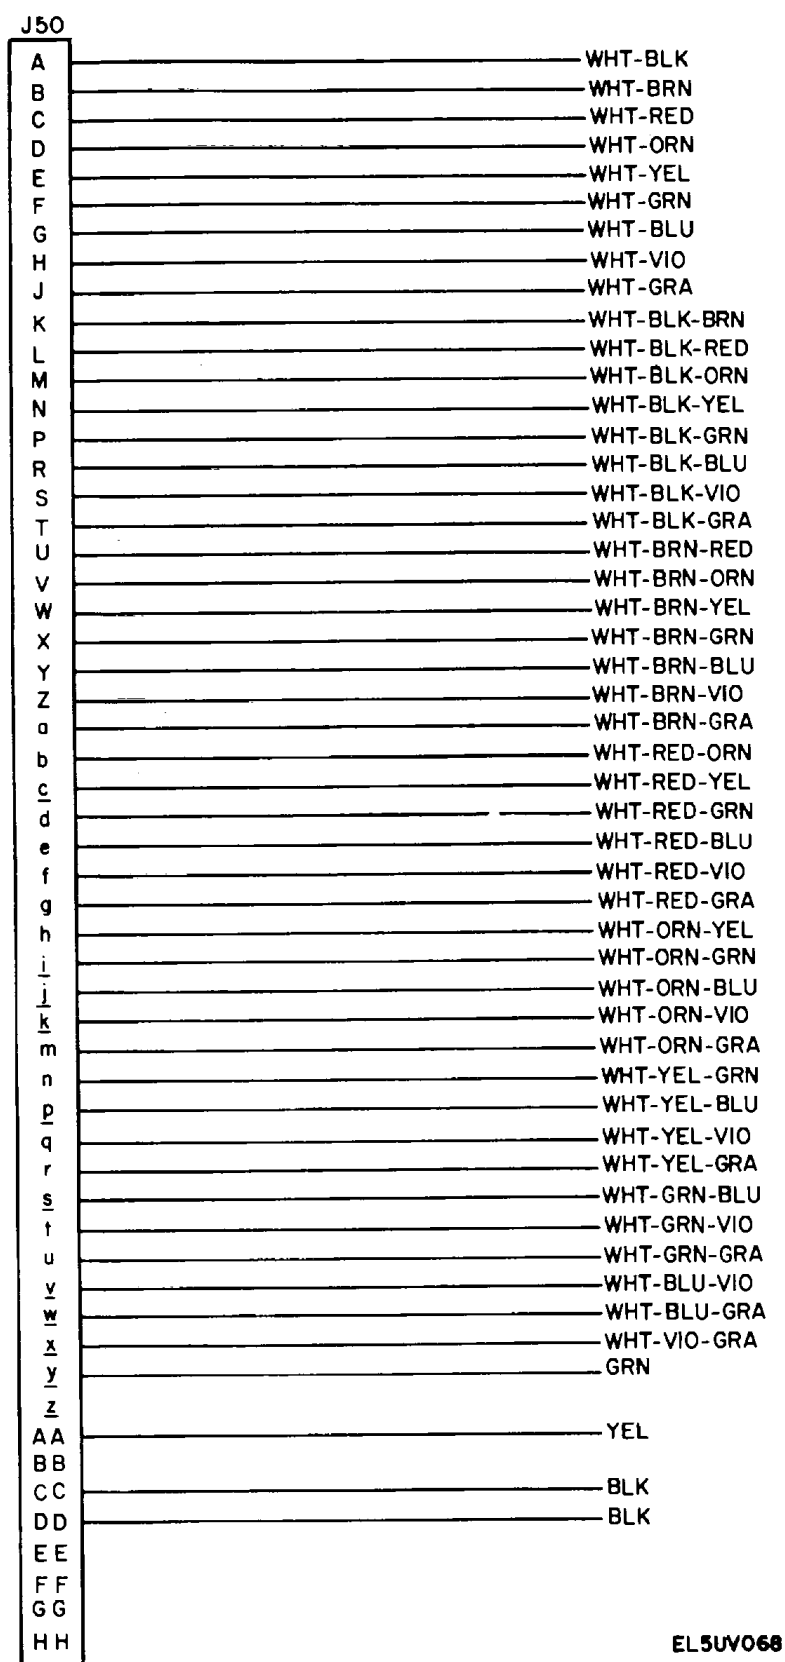 J50
A WHT-BLK
B WHT-BRN
C WHT-RED
D WHT-ORN
E WHT-YEL
F WHT-GRN
G WHT-BLU
H WHT-VIO
J WHT-GRA
K WHT-BLK-BRN
L WHT-BLK-RED
M WHT-BLK-ORN
N WHT-BLK-YEL
P WHT-BLK-GRN
R WHT-BLK-BLU
S WHT-BLK-VIO
T WHT-BLK-GRA
U WHT-BRN-RED
V WHT-BRN-ORN
W WHT-BRN-YEL
X WHT-BRN-GRN
Y WHT-BRN-BLU
Z WHT-BRN-VIO
a WHT-BRN-GRA
b WHT-RED-ORN
c WHT-RED-YEL
d WHT-RED-GRN
e WHT-RED-BLU
f WHT-RED-VIO
g WHT-RED-GRA
h WHT-ORN-YEL
i WHT-ORN-GRN
j WHT-ORN-BLU
k WHT-ORN-VIO
m WHT-ORN-GRA
n WHT-YEL-GRN
p WHT-YEL-BLU
q WHT-YEL-VIO
r WHT-YEL-GRA
s WHT-GRN-BLU
t WHT-GRN-VIO
u WHT-GRN-GRA
v WHT-BLU-VIO
w WHT-BLU-GRA
x WHT-VIO-GRA
y GRN
z
AA YEL
BB
CC BLK
DD BLK
EE
FF
GG
HH
EL5UV068